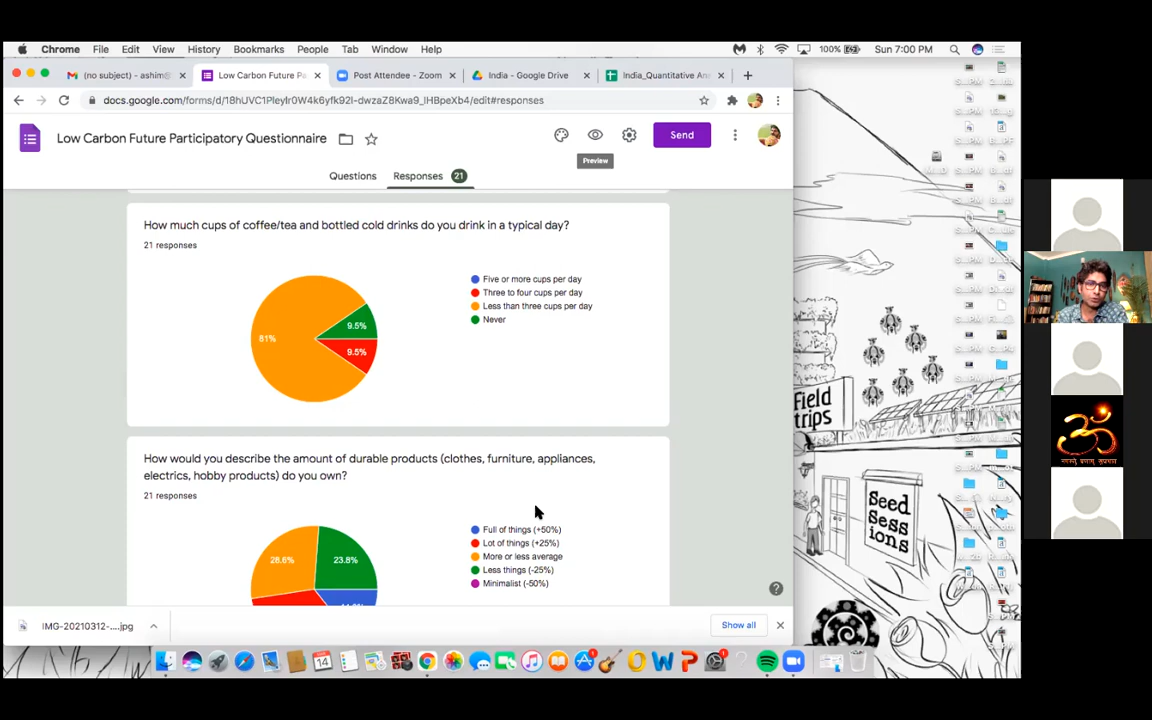 Chrome File Edit View History Bookmarks People Tab Window Help 100% Sun 7:00 PM
(no subject) - ashim@ Low Carbon Future Pa Post Attendee - Zoom India - Google Drive India_Quantitative An
docs.google.com/forms/d/18hUVC1Pleylr0W4k6yfk92I-dwzaZ8Kwa9_IHBpeXb4/edit#responses
Low Carbon Future Participatory Questionnaire
Send
Preview
Questions Responses 21
How much cups of coffee/tea and bottled cold drinks do you drink in a typical day?
21 responses
Five or more cups per day
Three to four cups per day
Less than three cups per day
Never
9.5%
81%
9.5%
How would you describe the amount of durable products (clothes, furniture, appliances,
electrics, hobby products) do you own?
21 responses
Full of things (+50%)
Lot of things (+25%)
More or less average
Less things (-25%)
Minimalist (-50%)
28.6%
23.8%
Field
trips
Seed
Sess
ions
ॐ
IMG-20210312-....jpg
Show all
14